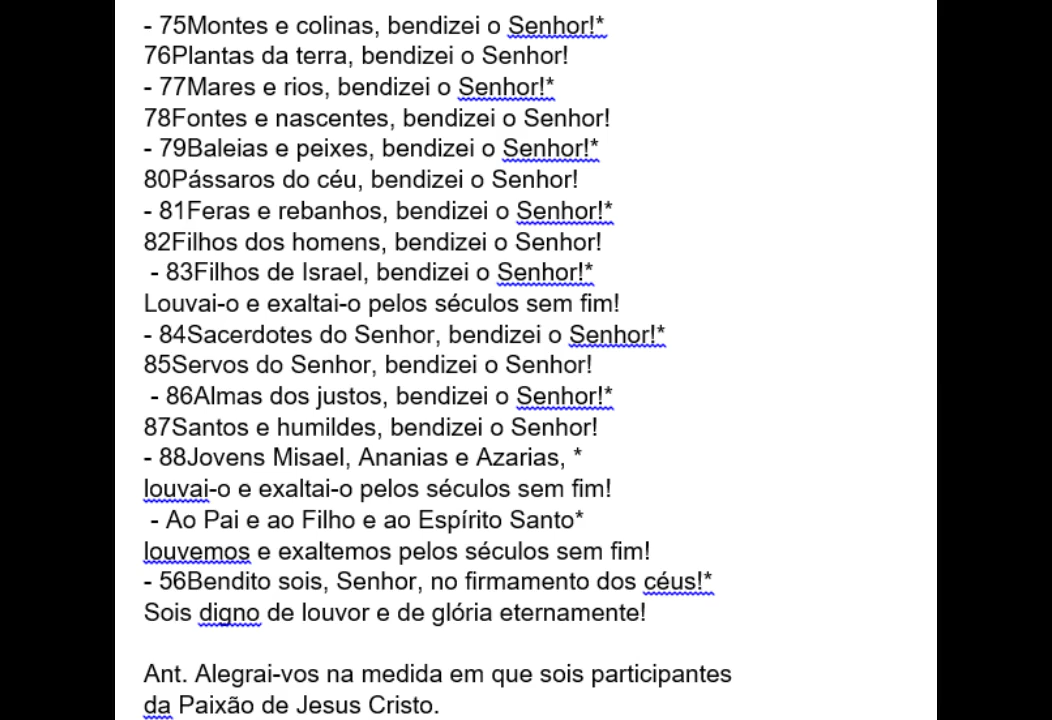 - 75Montes e colinas, bendizei o Senhor!*
76Plantas da terra, bendizei o Senhor!
- 77Mares e rios, bendizei o Senhor!*
78Fontes e nascentes, bendizei o Senhor!
- 79Baleias e peixes, bendizei o Senhor!*
80Pássaros do céu, bendizei o Senhor!
- 81Feras e rebanhos, bendizei o Senhor!*
82Filhos dos homens, bendizei o Senhor!
- 83Filhos de Israel, bendizei o Senhor!*
Louvai-o e exaltai-o pelos séculos sem fim!
- 84Sacerdotes do Senhor, bendizei o Senhor!*
85Servos do Senhor, bendizei o Senhor!
- 86Almas dos justos, bendizei o Senhor!*
87Santos e humildes, bendizei o Senhor!
- 88Jovens Misael, Ananias e Azarias, *
louvai-o e exaltai-o pelos séculos sem fim!
- Ao Pai e ao Filho e ao Espírito Santo*
louvemos e exaltemos pelos séculos sem fim!
- 56Bendito sois, Senhor, no firmamento dos céus!*
Sois digno de louvor e de glória eternamente!
Ant. Alegrai-vos na medida em que sois participantes
da Paixão de Jesus Cristo.